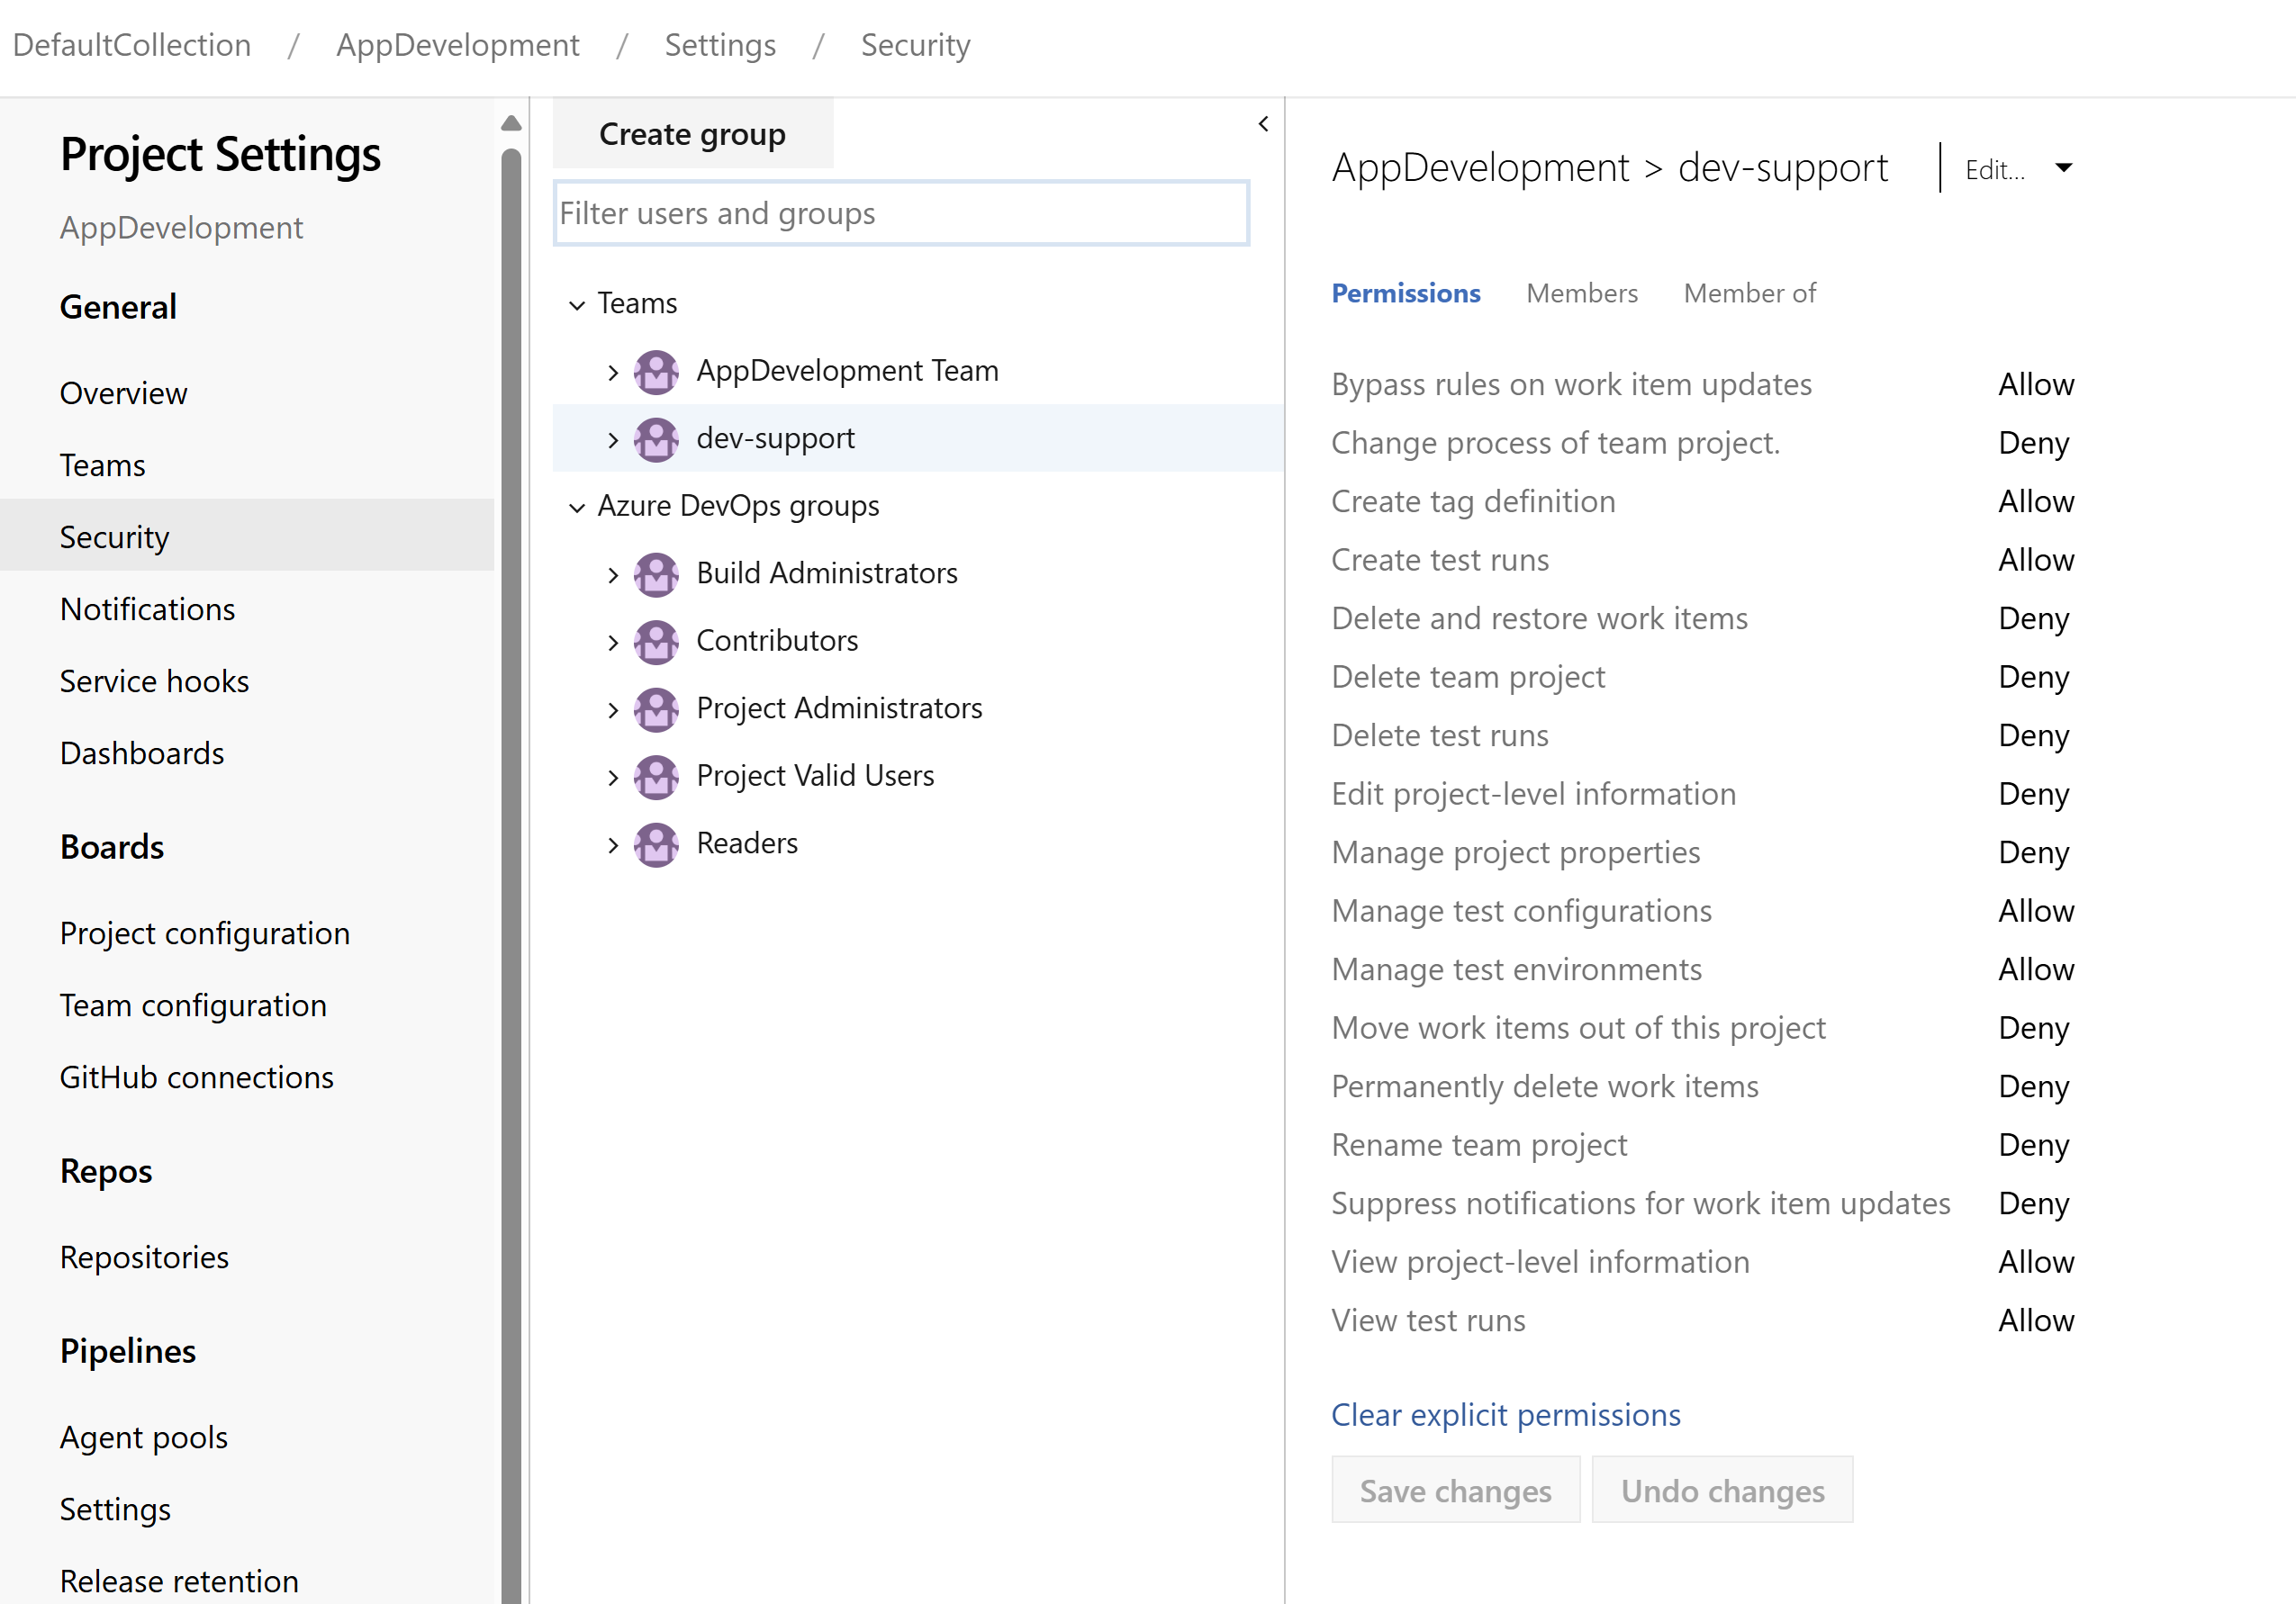 DefaultCollection / AppDevelopment / Settings / Security
Project Settings
AppDevelopment
General
Overview
Teams
Security
Notifications
Service hooks
Dashboards
Boards
Project configuration
Team configuration
GitHub connections
Repos
Repositories
Pipelines
Agent pools
Settings
Release retention
Create group
Filter users and groups
Teams
AppDevelopment Team
dev-support
Azure DevOps groups
Build Administrators
Contributors
Project Administrators
Project Valid Users
Readers
AppDevelopment > dev-support Edit...
Permissions Members Member of
Bypass rules on work item updates Allow
Change process of team project. Deny
Create tag definition Allow
Create test runs Allow
Delete and restore work items Deny
Delete team project Deny
Delete test runs Deny
Edit project-level information Deny
Manage project properties Deny
Manage test configurations Allow
Manage test environments Allow
Move work items out of this project Deny
Permanently delete work items Deny
Rename team project Deny
Suppress notifications for work item updates Deny
View project-level information Allow
View test runs Allow
Clear explicit permissions
Save changes Undo changes